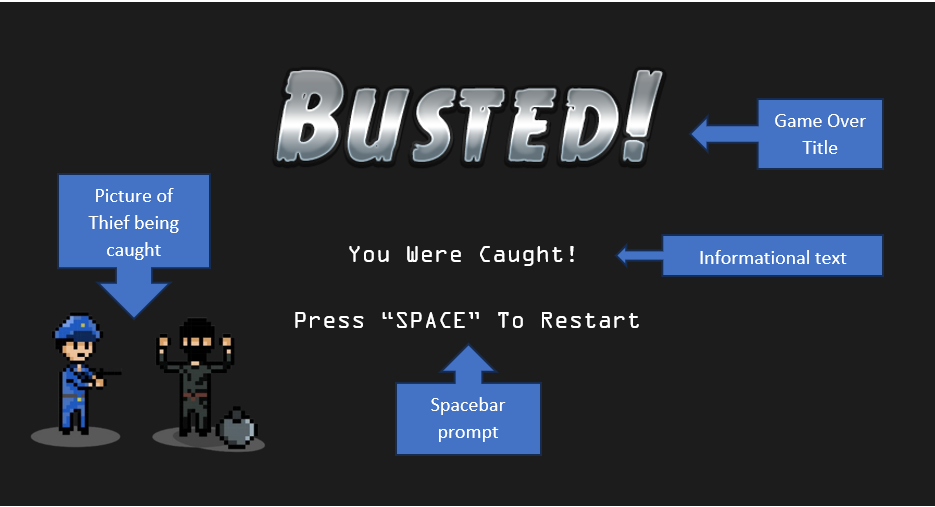 Busted!
Game Over
Title
Picture of
Thief being
caught
You Were Caught!
Informational text
Press “SPACE” To Restart
Spacebar
prompt